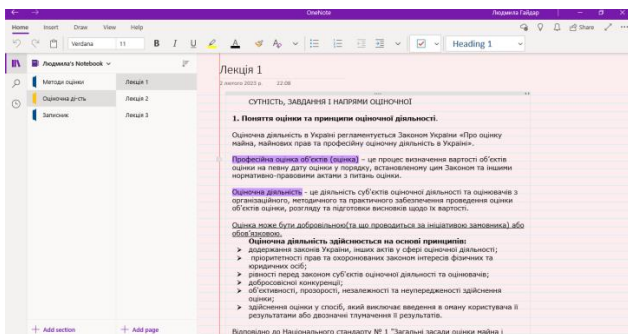 OneNote
Людмила Гайдар
Home Insert Draw View Help
Share
Verdana 11 B I U A Heading 1
Людмила's Notebook
Методи оцінки
Оціночна ді-сть
Записник
Лекція 1
Лекція 2
Лекція 3
Add section
Add page
Лекція 1
2 лютого 2023 р. 22:08
СУТНІСТЬ, ЗАВДАННЯ І НАПРЯМИ ОЦІНОЧНОЇ
1. Поняття оцінки та принципи оціночної діяльності.
Оціночна діяльність в Україні регламентується Законом України «Про оцінку
майна, майнових прав та професійну оціночну діяльність в Україні».
Професійна оцінка об'єктів (оцінка) – це процес визначення вартості об'єктів
оцінки на певну дату оцінки у порядку, встановленому цим Законом та іншими
нормативно-правовими актами з питань оцінки.
Оціночна діяльність - це діяльність суб'єктів оціночної діяльності та оцінювачів з
організаційного, методичного та практичного забезпечення проведення оцінки
об'єктів оцінки, розгляду та підготовки висновків щодо їх вартості.
Оцінка може бути добровільною(та що проводиться за ініціативою замовника) або
обов'язковою.
Оціночна діяльність здійснюється на основі принципів:
➢ додержання законів України, інших актів у сфері оціночної діяльності;
➢ пріоритетності прав та охоронюваних законом інтересів фізичних та
юридичних осіб;
➢ рівності перед законом суб'єктів оціночної діяльності та оцінювачів;
➢ добросовісної конкуренції;
➢ об'єктивності, прозорості, незалежності та неупередженості здійснення
оцінки;
➢ здійснення оцінки у спосіб, який виключає введення в оману користувача її
результатами або двозначні тлумачення її результатів.
Відповідно до Національного стандарту № 1 "Загальні засади оцінки майна і